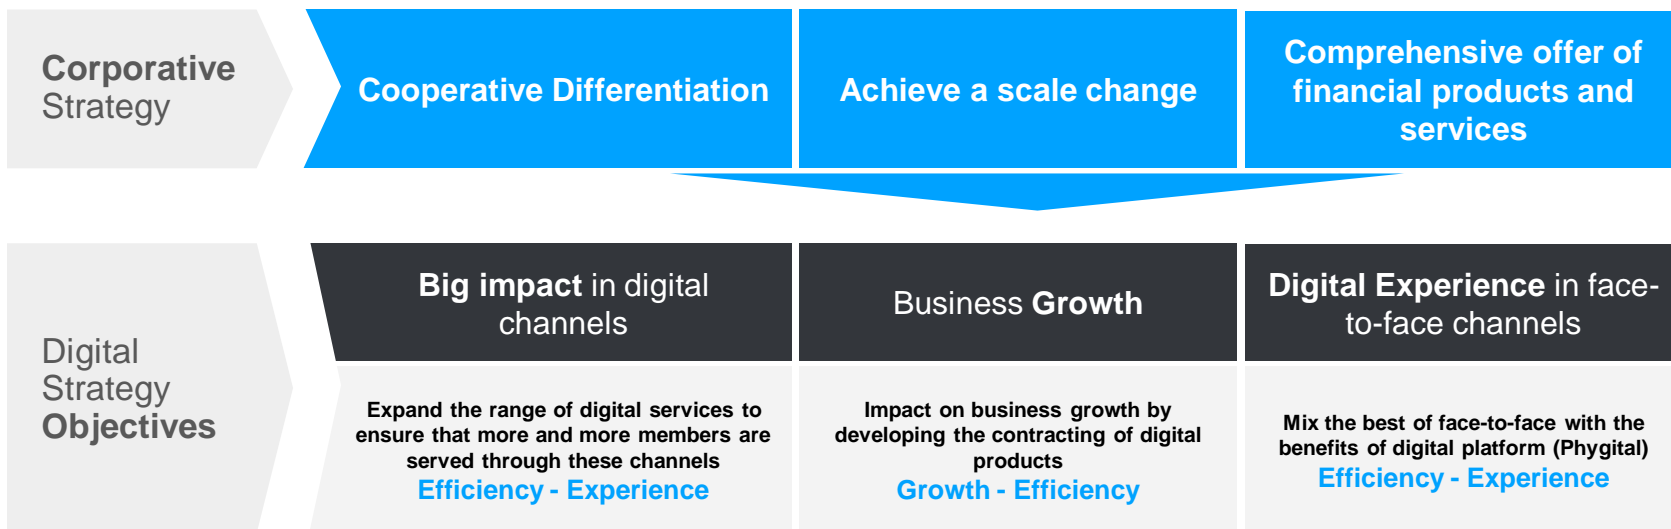 Corporative
Strategy
Cooperative Differentiation
Achieve a scale change
Comprehensive offer of
financial products and
services
Digital
Strategy
Objectives
Big impact in digital
channels
Business Growth
Digital Experience in face-
to-face channels
Expand the range of digital services to
ensure that more and more members are
served through these channels
Efficiency - Experience
Impact on business growth by
developing the contracting of digital
products
Growth - Efficiency
Mix the best of face-to-face with the
benefits of digital platform (Phygital)
Efficiency - Experience